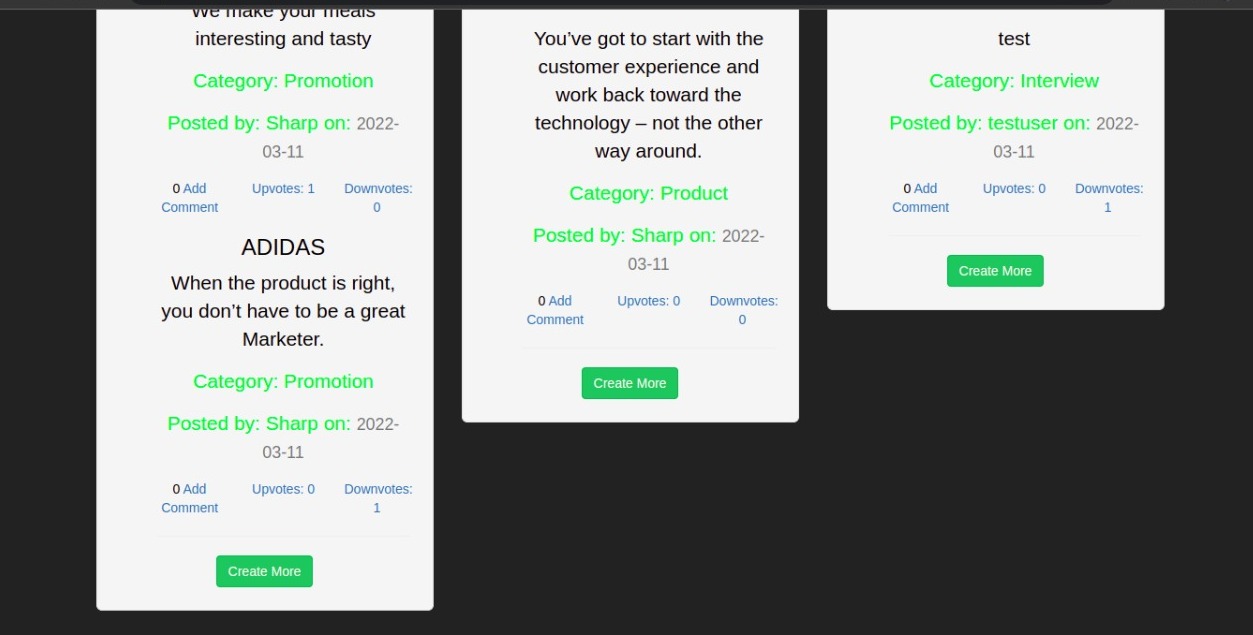 We make your meals
interesting and tasty
Category: Promotion
Posted by: Sharp on: 2022-
03-11
0 Add
Comment
Upvotes: 1
Downvotes:
0
ADIDAS
When the product is right,
you don’t have to be a great
Marketer.
Category: Promotion
Posted by: Sharp on: 2022-
03-11
0 Add
Comment
Upvotes: 0
Downvotes:
1
Create More
You’ve got to start with the
customer experience and
work back toward the
technology – not the other
way around.
Category: Product
Posted by: Sharp on: 2022-
03-11
0 Add
Comment
Upvotes: 0
Downvotes:
0
Create More
test
Category: Interview
Posted by: testuser on: 2022-
03-11
0 Add
Comment
Upvotes: 0
Downvotes:
1
Create More